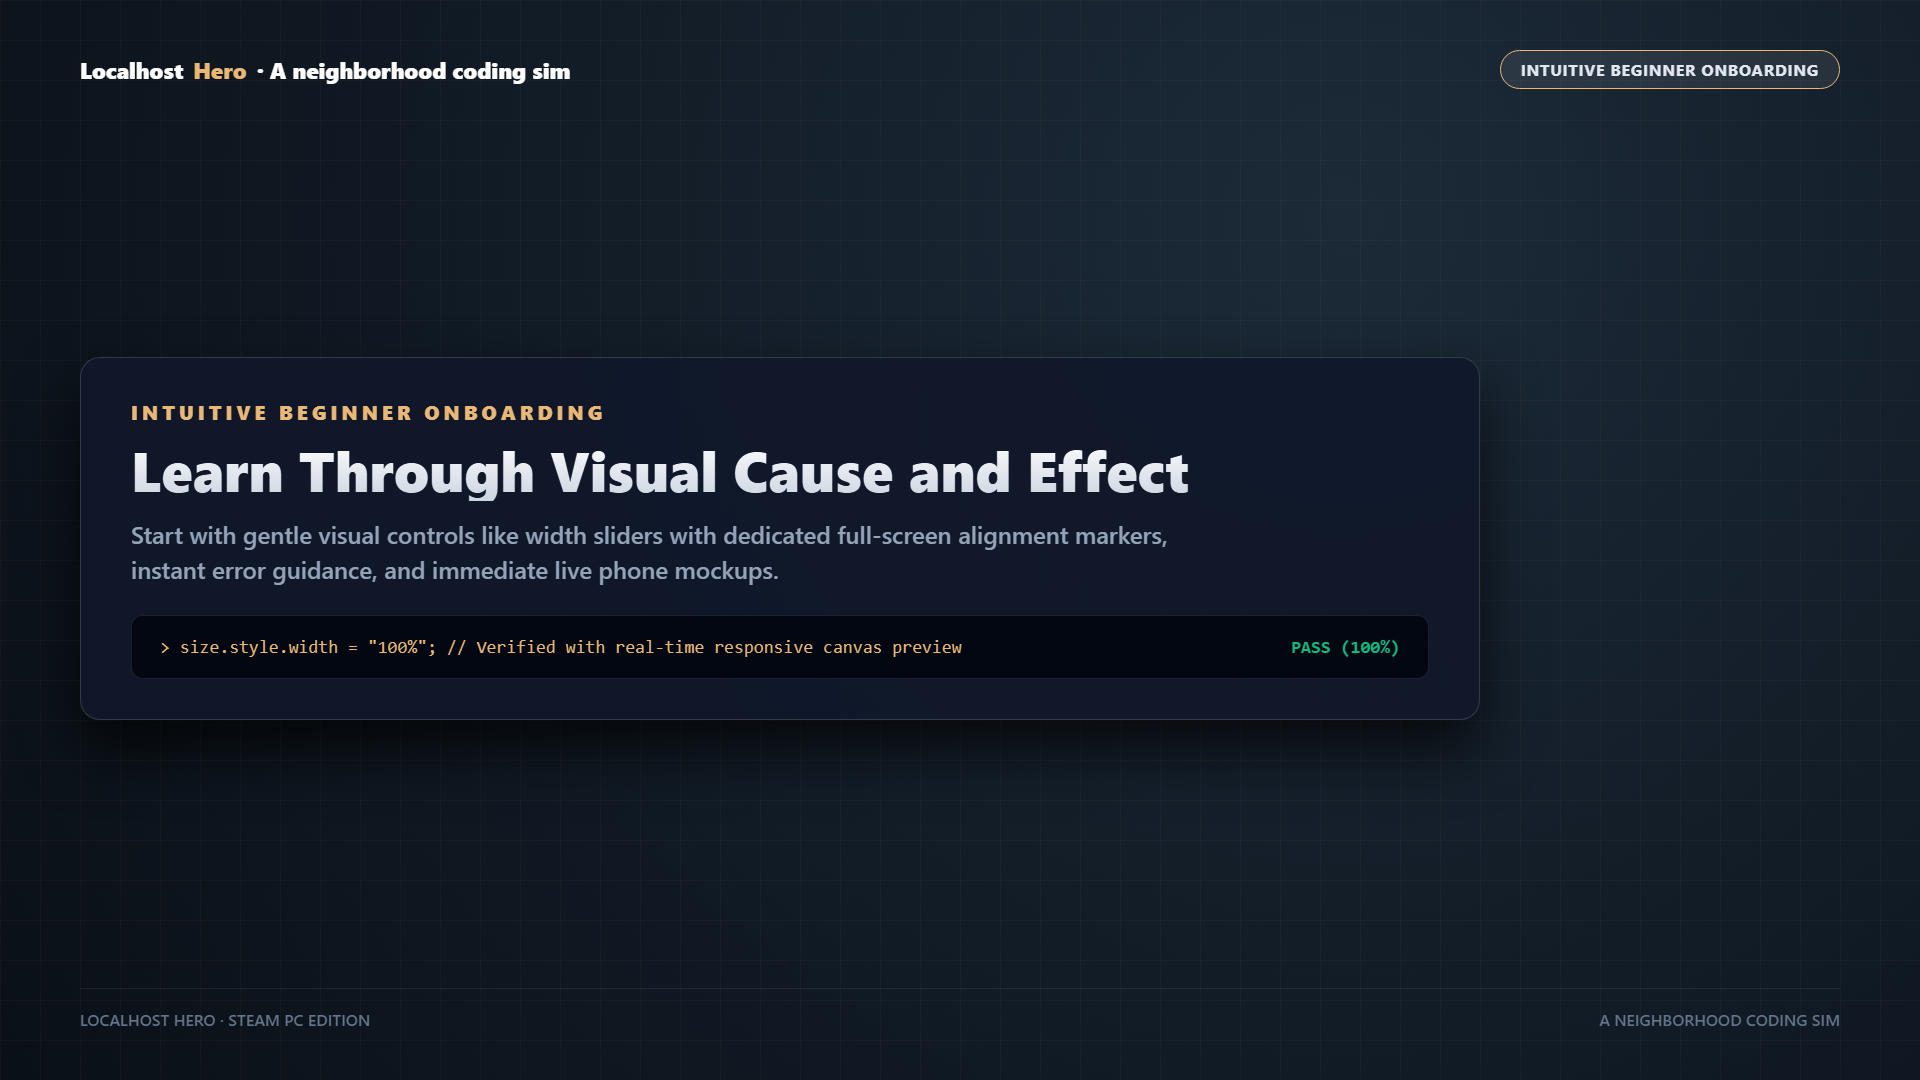 Localhost Hero · A neighborhood coding sim
INTUITIVE BEGINNER ONBOARDING
INTUITIVE BEGINNER ONBOARDING
Learn Through Visual Cause and Effect
Start with gentle visual controls like width sliders with dedicated full-screen alignment markers,
instant error guidance, and immediate live phone mockups.
> size.style.width = "100%"; // Verified with real-time responsive canvas preview PASS (100%)
LOCALHOST HERO · STEAM PC EDITION
A NEIGHBORHOOD CODING SIM